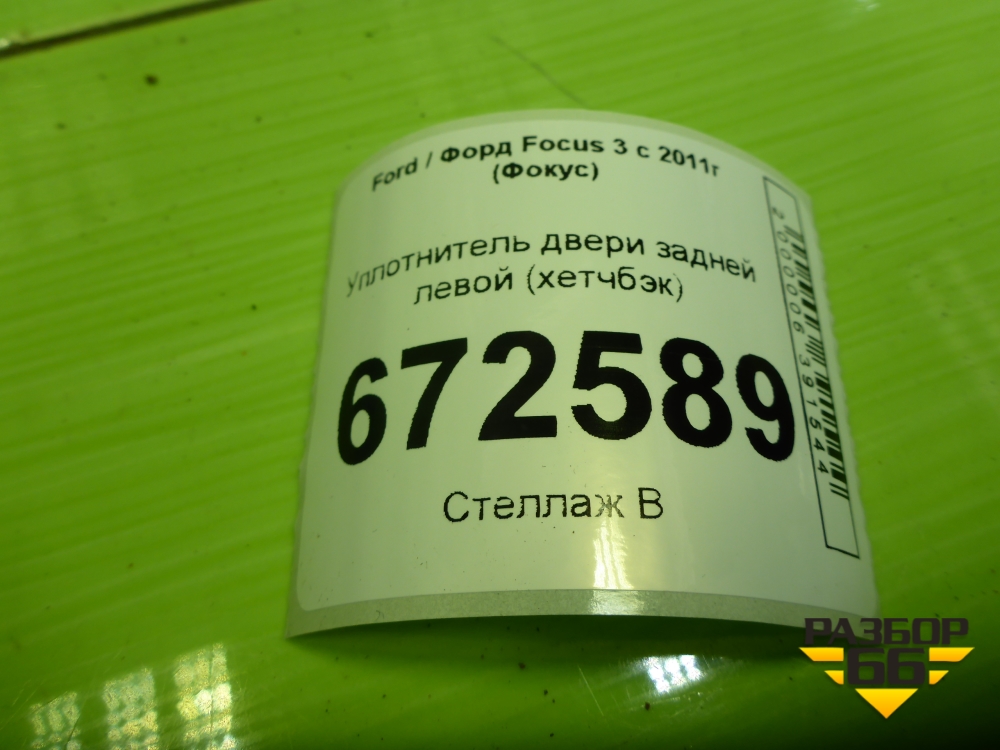 Ford / Форд Focus 3 с 2011г
(Фокус)
Уплотнитель двери задней
левой (хетчбэк)
672589
Стеллаж В
2000006391544
РАЗБОР
66